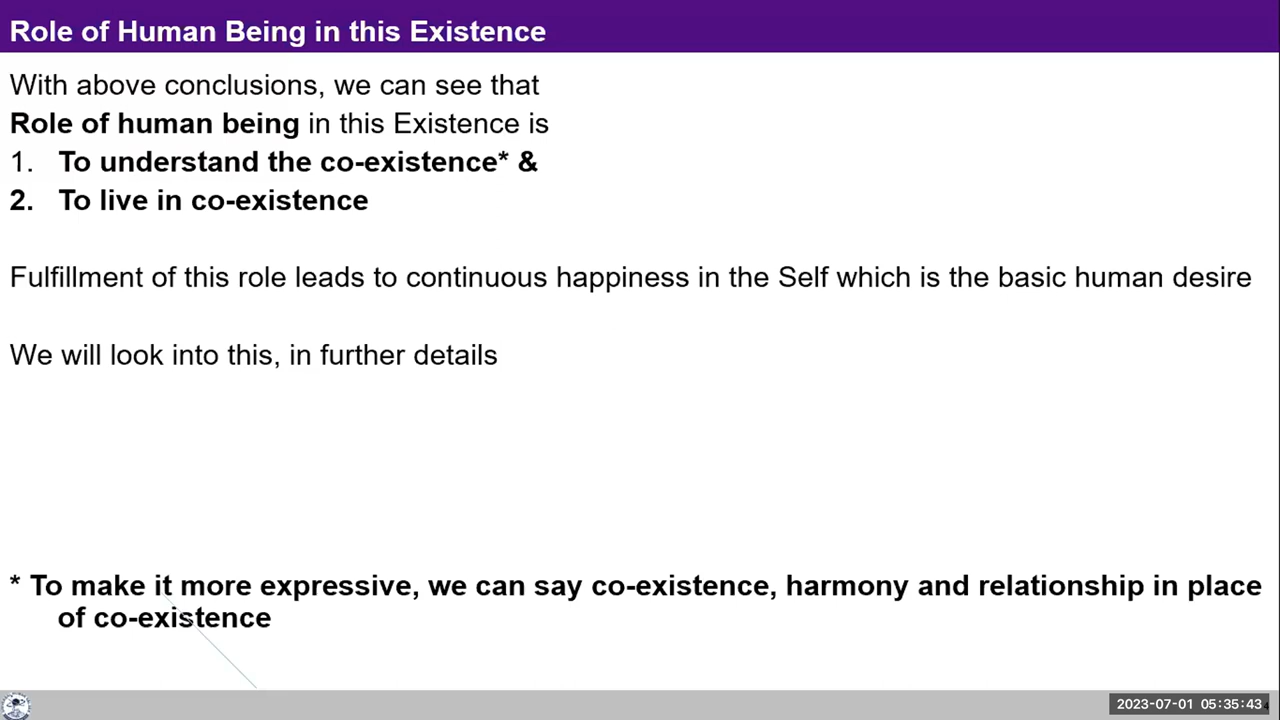 Role of Human Being in this Existence
With above conclusions, we can see that
Role of human being in this Existence is
1. To understand the co-existence* &
2. To live in co-existence
Fulfillment of this role leads to continuous happiness in the Self which is the basic human desire
We will look into this, in further details
* To make it more expressive, we can say co-existence, harmony and relationship in place
of co-existence
2023-07-01 05:35:43